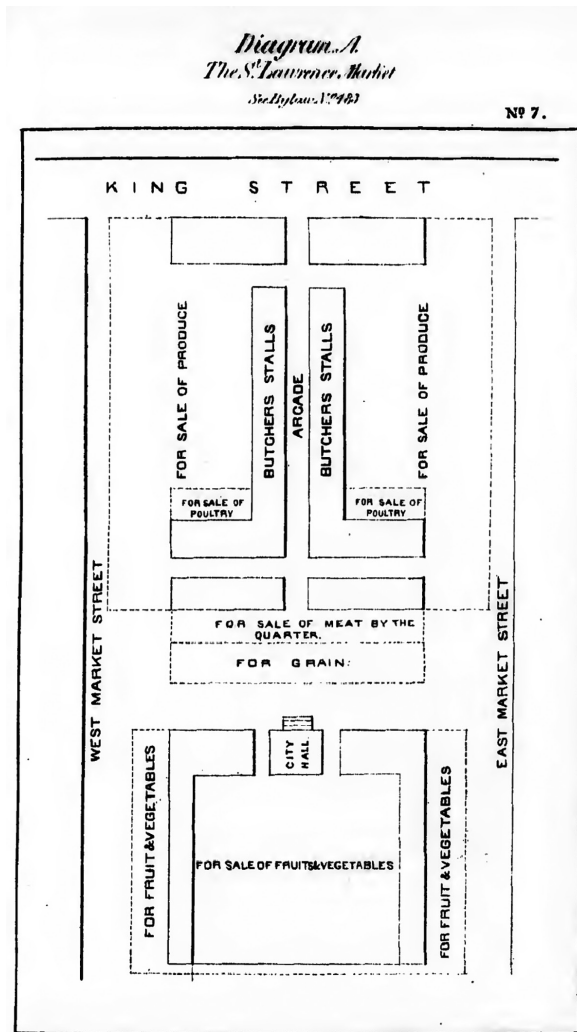 Diagram A.
The St. Lawrence Market
See Bylaw No 483
No 7.
KING STREET
FOR SALE OF PRODUCE
BUTCHERS STALLS
ARCADE
BUTCHERS STALLS
FOR SALE OF PRODUCE
FOR SALE OF
POULTRY
FOR SALE OF
POULTRY
FOR SALE OF MEAT BY THE
QUARTER.
FOR GRAIN.
WEST MARKET STREET
EAST MARKET STREET
CITY
HALL
FOR FRUIT & VEGETABLES
FOR SALE OF FRUITS & VEGETABLES
FOR FRUIT & VEGETABLES